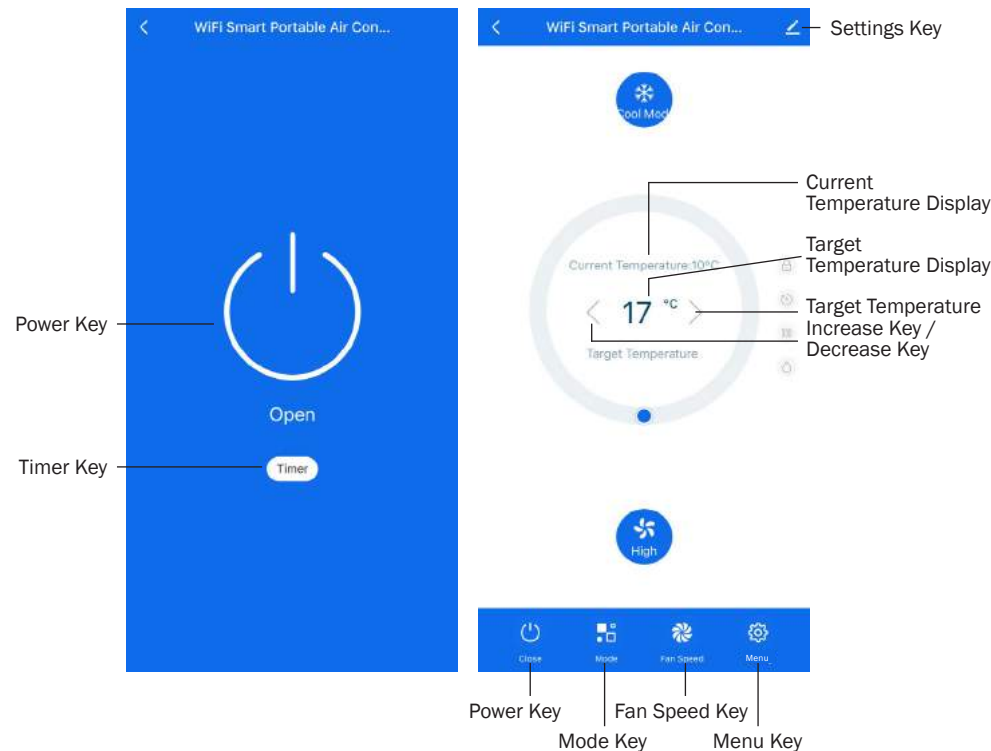 WiFi Smart Portable Air Con...
Open
Timer
Power Key
Timer Key
WiFi Smart Portable Air Con...
Settings Key
Cool Mod
Current
Temperature Display
Target
Temperature Display
Current Temperature:10°C
17 °C
Target Temperature
Target Temperature
Increase Key /
Decrease Key
High
Close
Mode
Fan Speed
Menu
Power Key
Fan Speed Key
Mode Key
Menu Key